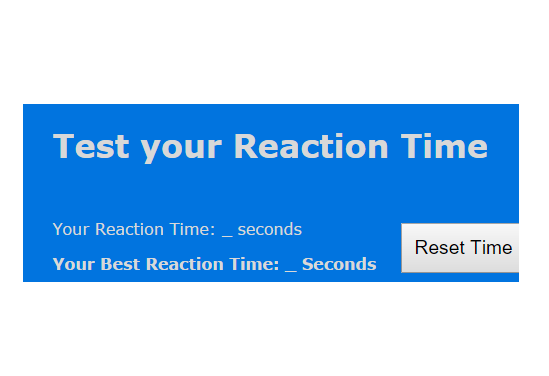 Test your Reaction Time
Your Reaction Time: _ seconds
Your Best Reaction Time: _ Seconds
Reset Time